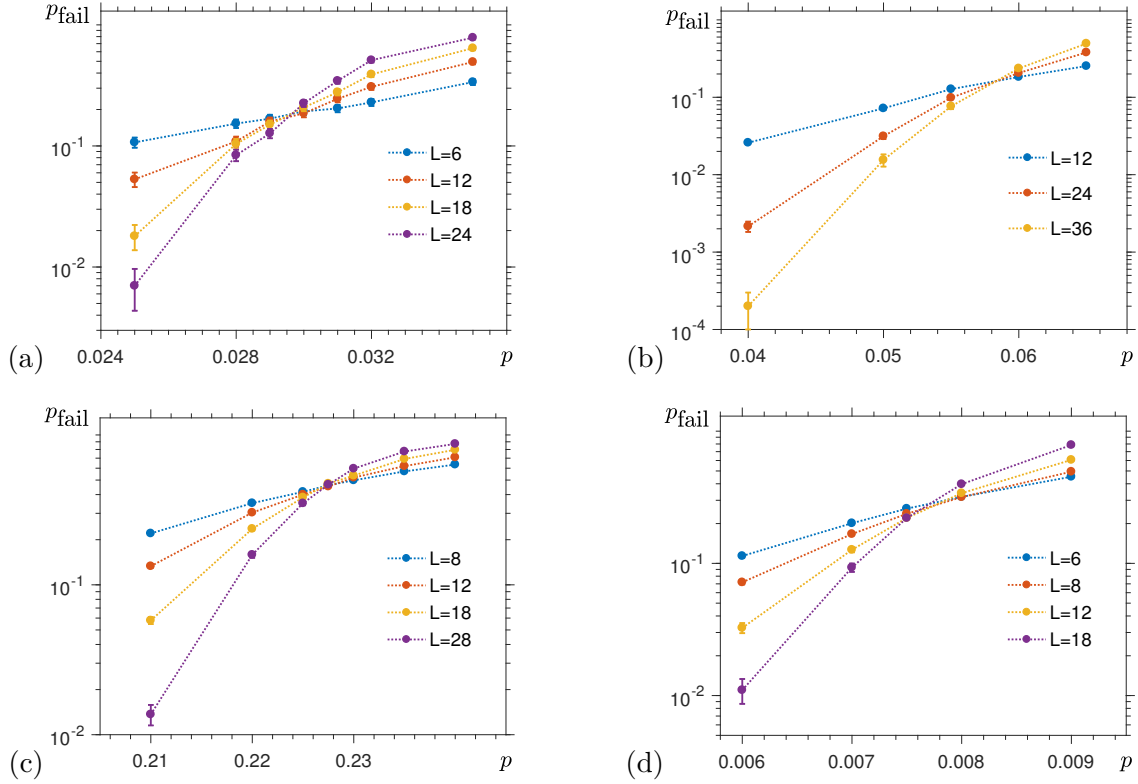 p_fail
10^-1
10^-2
L=6
L=12
L=18
L=24
0.024 0.028 0.032 p
(a)
p_fail
10^0
10^-1
10^-2
10^-3
10^-4
L=12
L=24
L=36
0.04 0.05 0.06 p
(b)
p_fail
10^-1
10^-2
L=8
L=12
L=18
L=28
0.21 0.22 0.23 p
(c)
p_fail
10^-1
10^-2
L=6
L=8
L=12
L=18
0.006 0.007 0.008 0.009 p
(d)